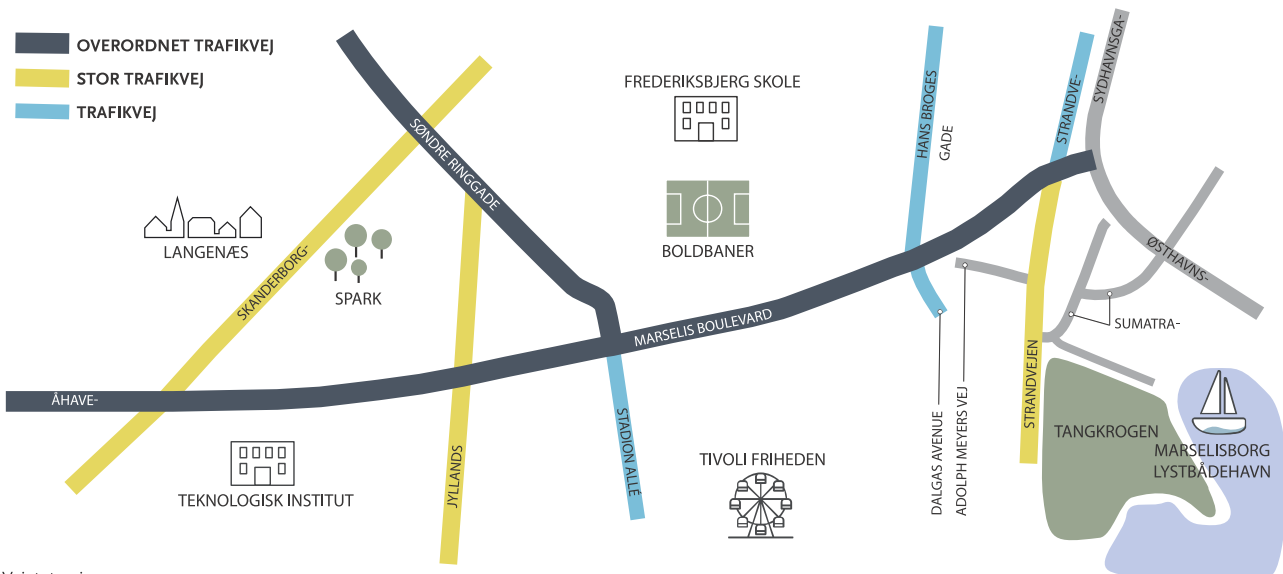 OVERORDNET TRAFIKVEJ
STOR TRAFIKVEJ
TRAFIKVEJ
FREDERIKSBJERG SKOLE
HANS BROGES
GADE
STRANDVE-
SYDHAVNSGA-
SØNDRE RINGGADE
LANGENÆS
SKANDERBORG-
SPARK
BOLDBANER
ØSTHAVNS-
MARSELIS BOULEVARD
SUMATRA-
ÅHAVE-
STADION ALLÉ
JYLLANDS
STRANDVEJEN
DALGAS AVENUE
ADOLPH MEYERS VEJ
TANGKROGEN
MARSELISBORG
LYSTBÅDEHAVN
TEKNOLOGISK INSTITUT
TIVOLI FRIHEDEN